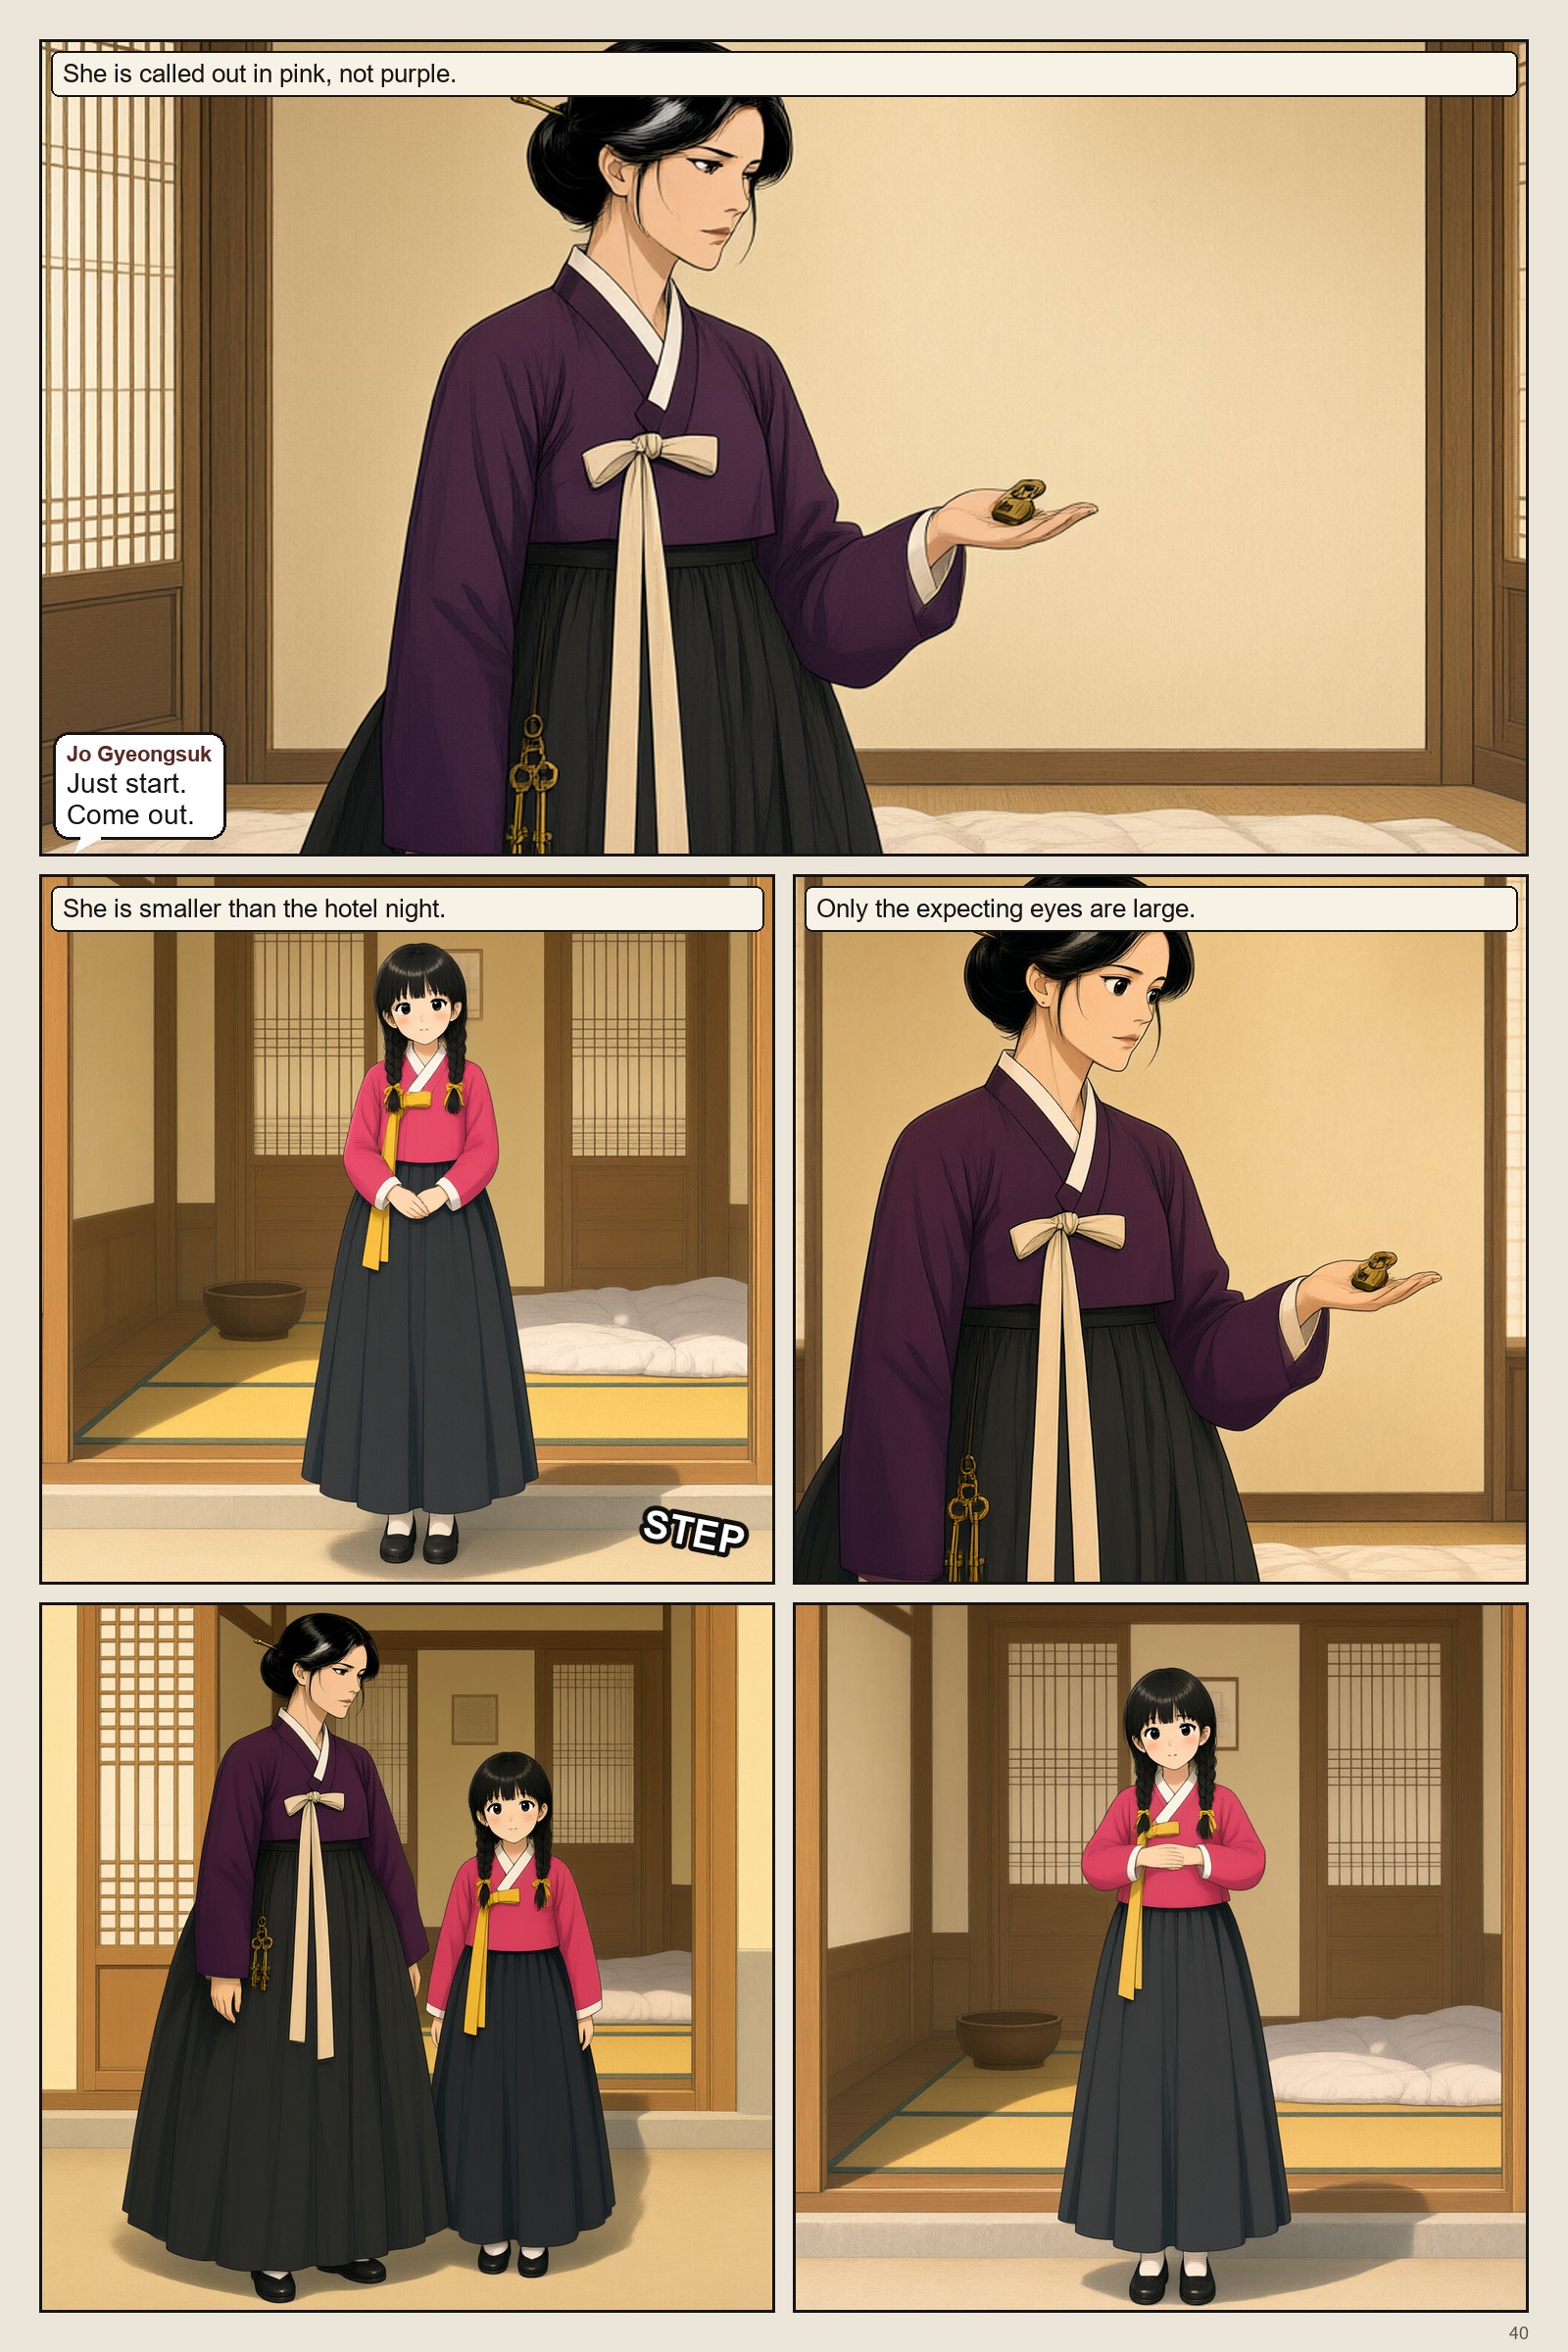 She is called out in pink, not purple.
Jo Gyeongsuk
Just start.
Come out.
She is smaller than the hotel night.
STEP
Only the expecting eyes are large.
40